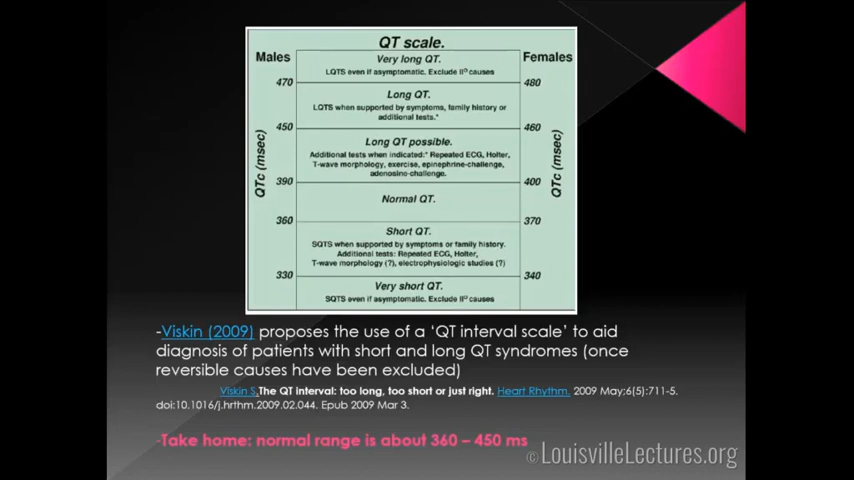 QT scale.
Males
Females
Very long QT.
LQTS even if asymptomatic. Exclude IIº causes
470
480
Long QT.
LQTS when supported by symptoms, family history or
additional tests.*
450
460
Long QT possible.
Additional tests when indicated:* Repeated ECG, Holter,
T-wave morphology, exercise, epinephrine-challenge,
adenosine-challenge.
QTc (msec)
QTc (msec)
390
400
Normal QT.
360
370
Short QT.
SQTS when supported by symptoms or family history.
Additional tests: Repeated ECG, Holter,
T-wave morphology (?), electrophysiologic studies (?)
330
340
Very short QT.
SQTS even if asymptomatic. Exclude IIº causes
-Viskin (2009) proposes the use of a ‘QT interval scale’ to aid
diagnosis of patients with short and long QT syndromes (once
reversible causes have been excluded)
Viskin S.The QT interval: too long, too short or just right. Heart Rhythm. 2009 May;6(5):711-5.
doi:10.1016/j.hrthm.2009.02.044. Epub 2009 Mar 3.
-Take home: normal range is about 360 – 450 ms
© LouisvilleLectures.org